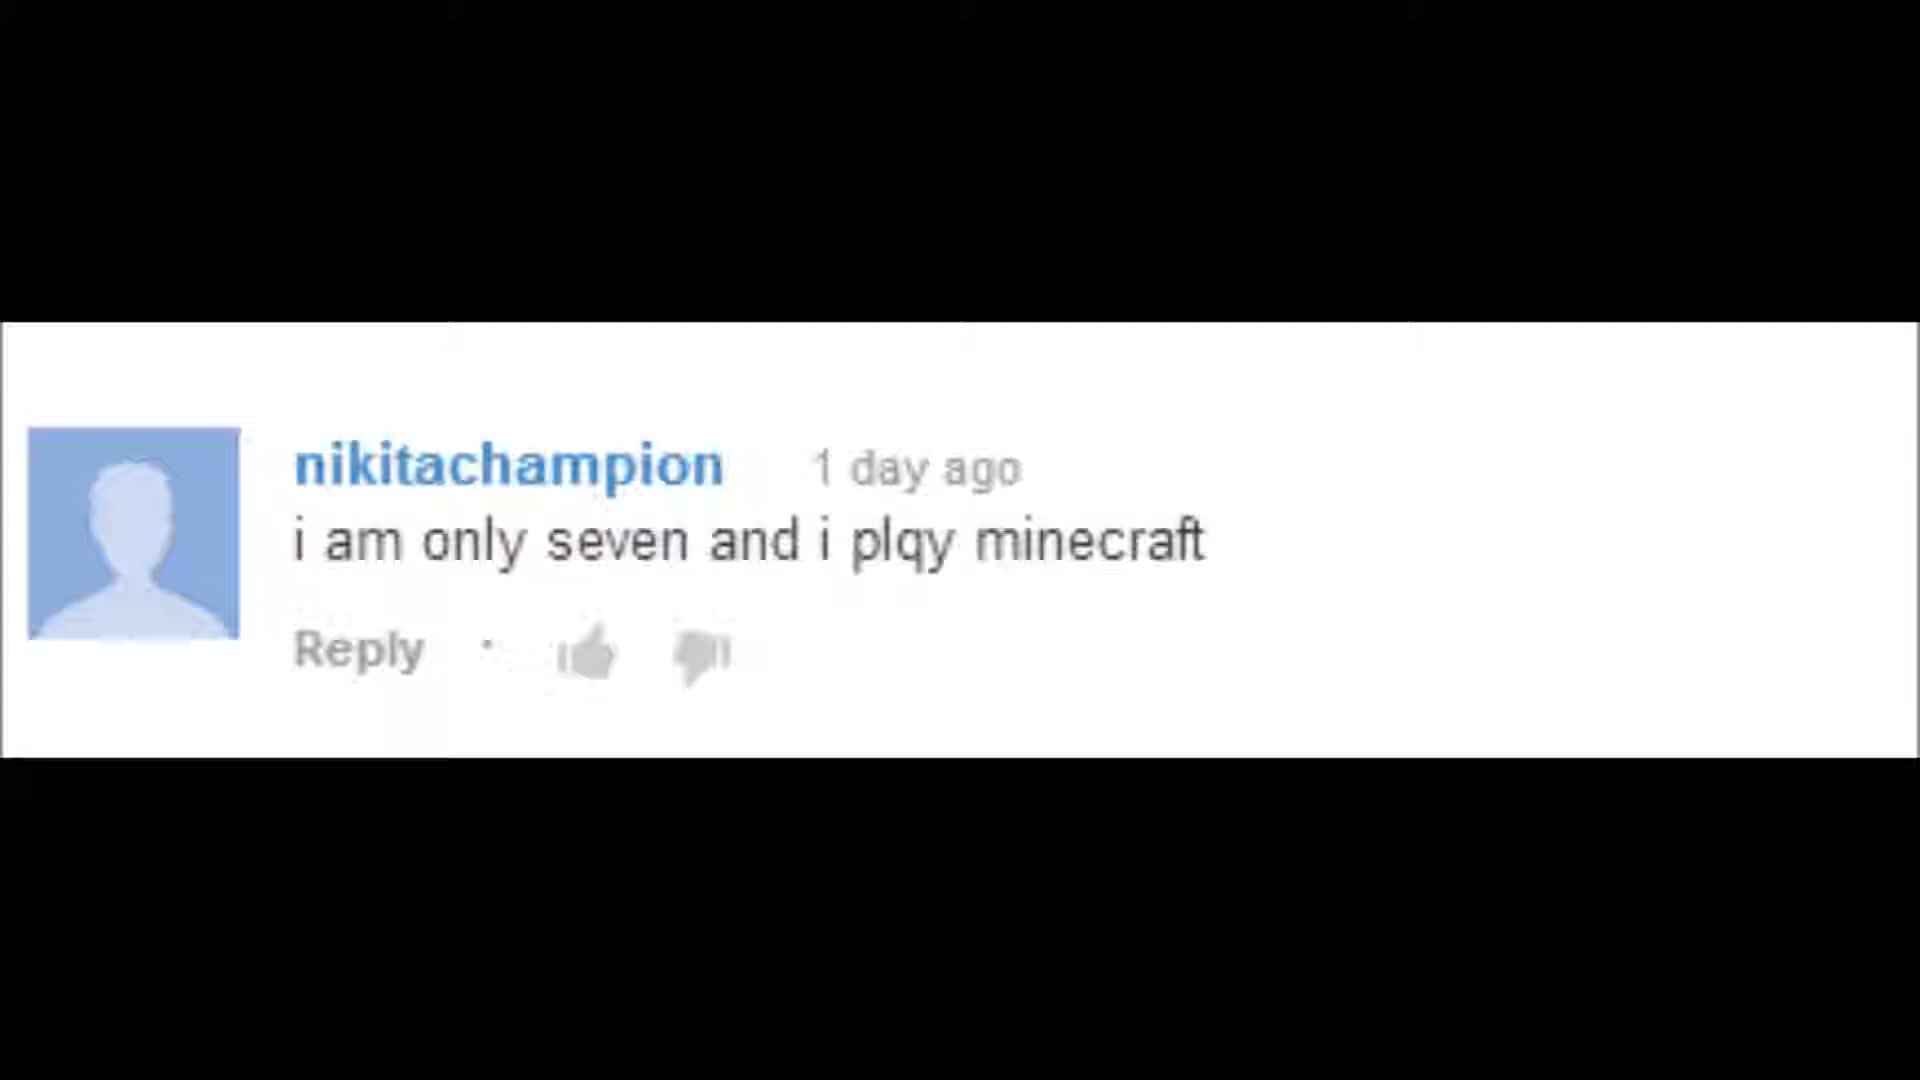 nikitachampion 1 day ago
i am only seven and i plqy minecraft
Reply ·